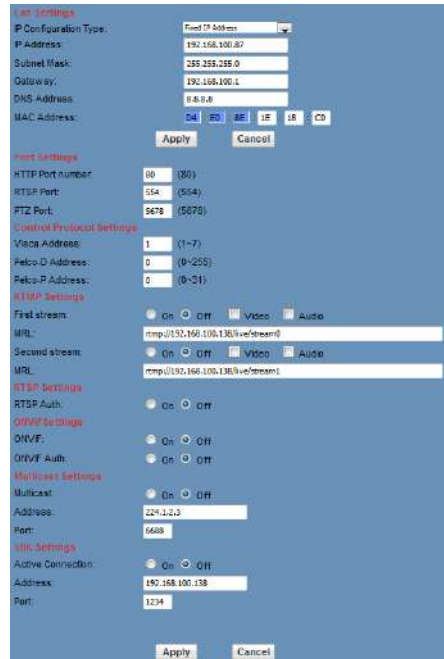 Lan Settings
IP Configuration Type: Fixed IP Address
IP Address: 192.168.100.87
Subnet Mask: 255.255.255.0
Gateway: 192.168.100.1
DNS Address: 8.8.8.8
MAC Address: D4 : E0 : 8E : 1E : 1E : C0
Apply Cancel
Port Settings
HTTP Port number: 80 (80)
RTSP Port: 554 (554)
PTZ Port: 5678 (5678)
Control Protocol Settings
Visca Address: 1 (1~7)
Pelco-D Address: 0 (0~255)
Pelco-P Address: 0 (0~31)
RTMP Settings
First stream: On Off Video Audio
MRL: rtmp://192.168.100.138/live/stream0
Second stream: On Off Video Audio
MRL: rtmp://192.168.100.138/live/stream1
RTSP Settings
RTSP Auth: On Off
ONVIF Settings
ONVIF: On Off
ONVIF Auth: On Off
Multicast Settings
Multicast: On Off
Address: 224.1.2.3
Port: 6688
Settings
Active Connection: On Off
Address: 192.168.100.138
Port: 1234
Apply Cancel